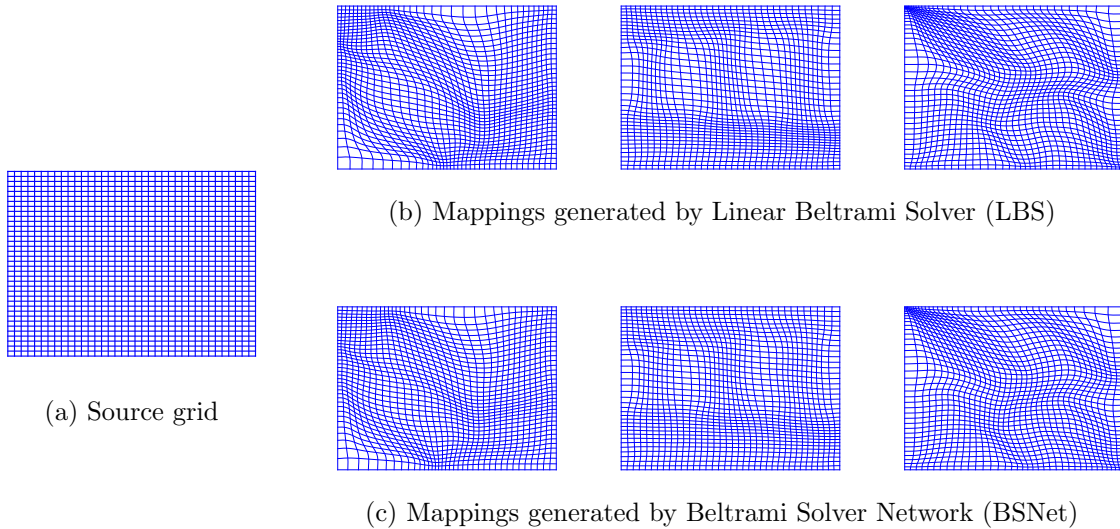 (b) Mappings generated by Linear Beltrami Solver (LBS)
(a) Source grid
(c) Mappings generated by Beltrami Solver Network (BSNet)